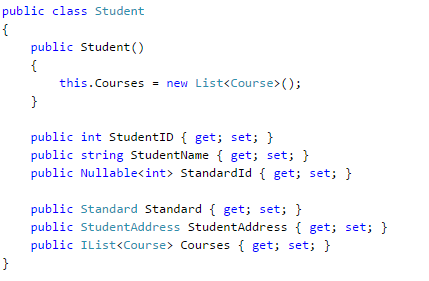 public class Student
{
    public Student()
    {
        this.Courses = new List<Course>();
    }

    public int StudentID { get; set; }
    public string StudentName { get; set; }
    public Nullable<int> StandardId { get; set; }

    public Standard Standard { get; set; }
    public StudentAddress StudentAddress { get; set; }
    public IList<Course> Courses { get; set; }
}